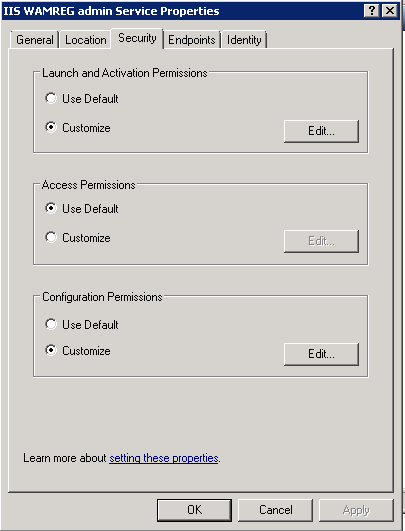 IIS WAMREG admin Service Properties
General Location Security Endpoints Identity
Launch and Activation Permissions
Use Default
Customize
Edit...
Access Permissions
Use Default
Customize
Edit...
Configuration Permissions
Use Default
Customize
Edit...
Learn more about setting these properties.
OK Cancel Apply